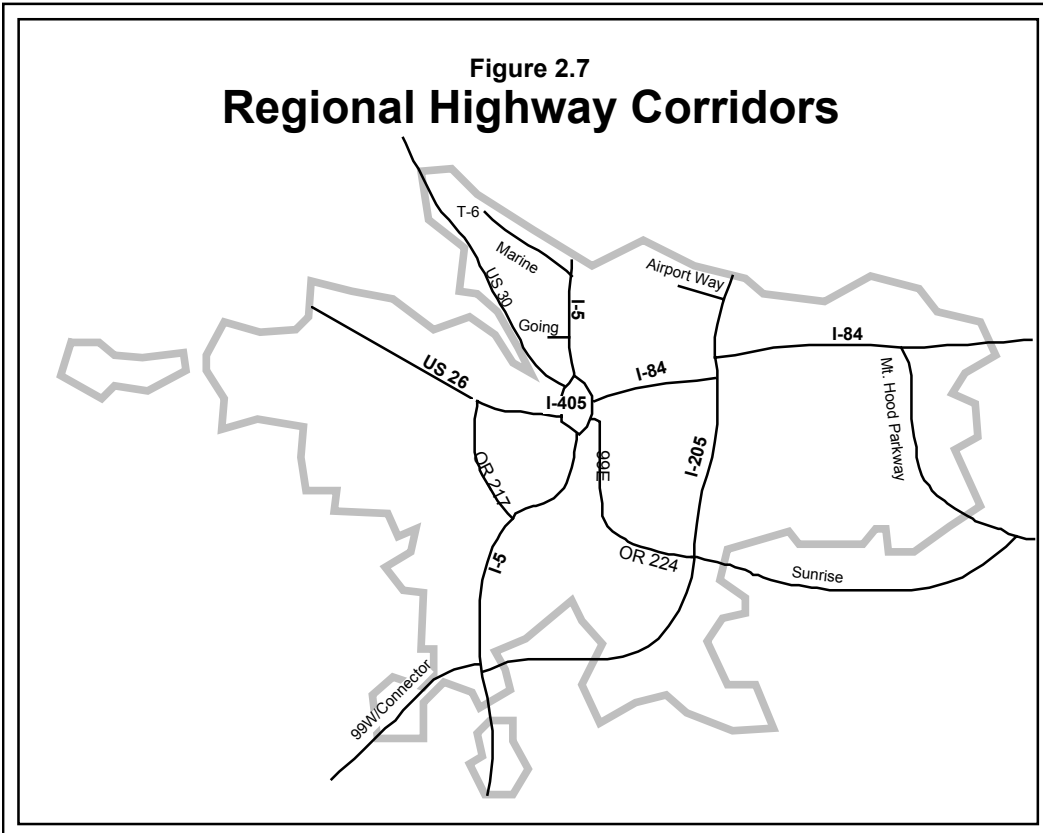 Figure 2.7
Regional Highway Corridors
T-6
Marine
US 30
Airport Way
I-5
Going
I-84
I-84
US 26
I-405
Mt. Hood Parkway
OR 217
99E
I-205
I-5
OR 224
Sunrise
99W/Connector